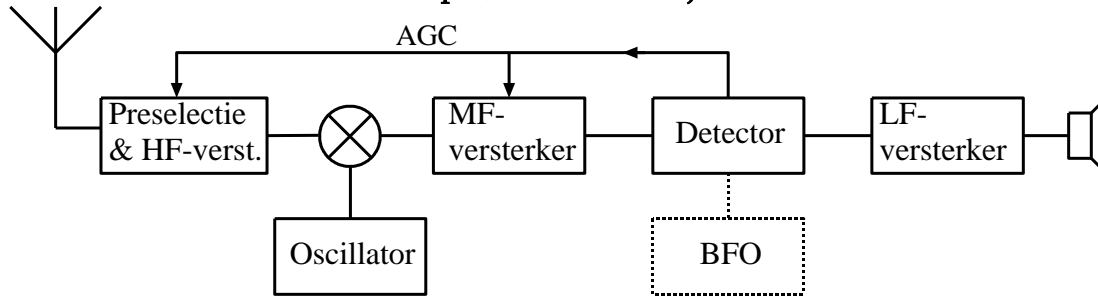 AGC
Preselectie
& HF-verst.
MF-
versterker
Detector
LF-
versterker
Oscillator
BFO